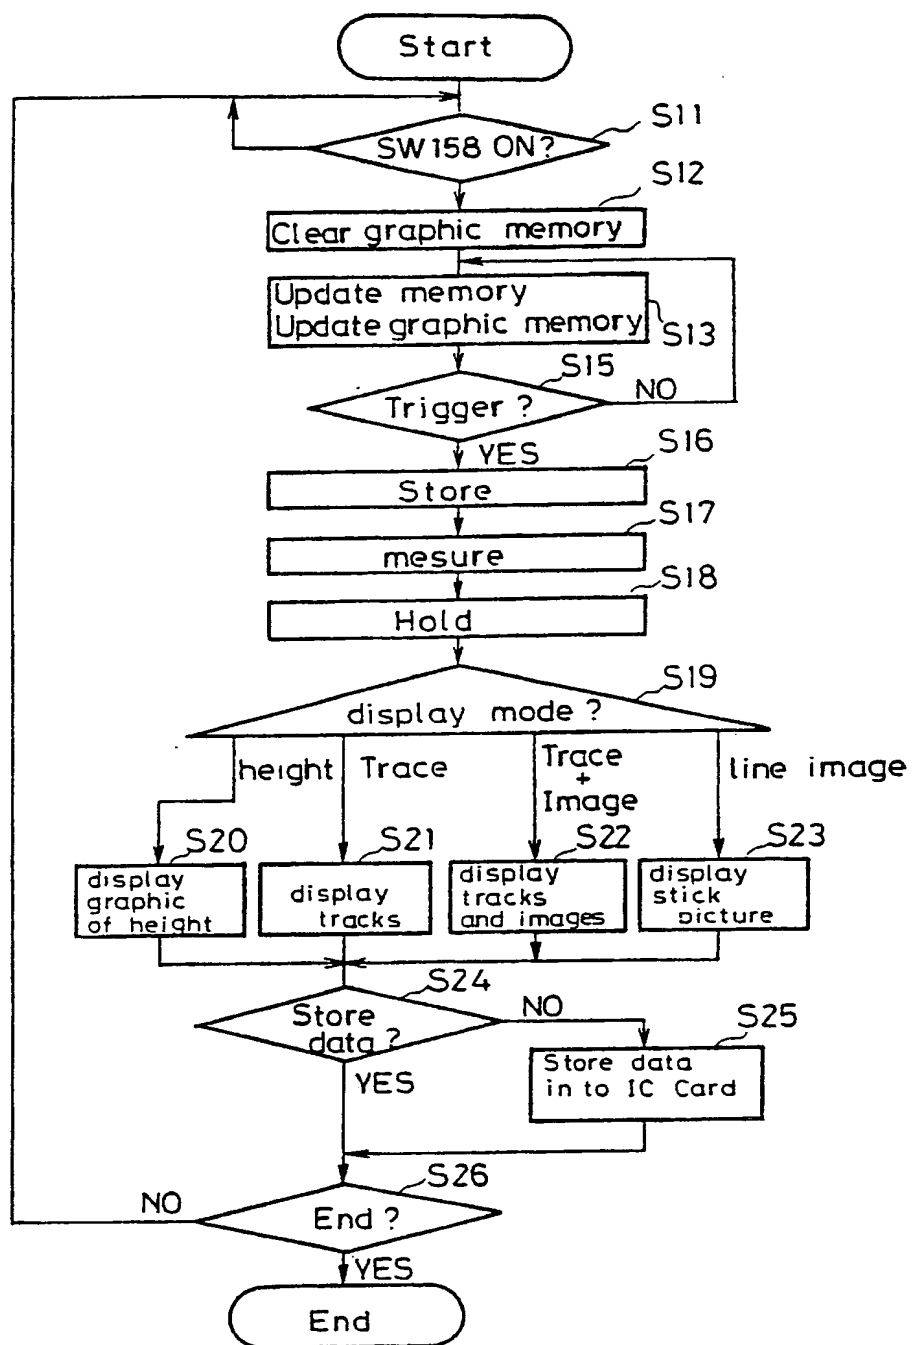 Start
S11
SW158 ON?
S12
Clear graphic memory
Update memory
Update graphic memory
S13
S15
Trigger ?
NO
YES
S16
Store
S17
mesure
S18
Hold
S19
display mode ?
height
Trace
Trace
+
Image
line image
S20
display
graphic
of height
S21
display
tracks
S22
display
tracks
and images
S23
display
stick
picture
S24
Store
data ?
NO
YES
S25
Store data
in to IC Card
S26
NO
End ?
YES
End